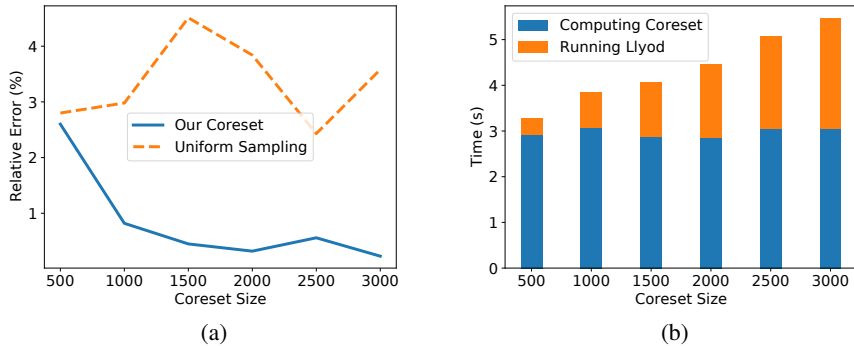 4
3
2
1
Relative Error (%)
Our Coreset
Uniform Sampling
500 1000 1500 2000 2500 3000
Coreset Size
(a)
5
4
3
2
1
0
Time (s)
Computing Coreset
Running Llyod
500 1000 1500 2000 2500 3000
Coreset Size
(b)